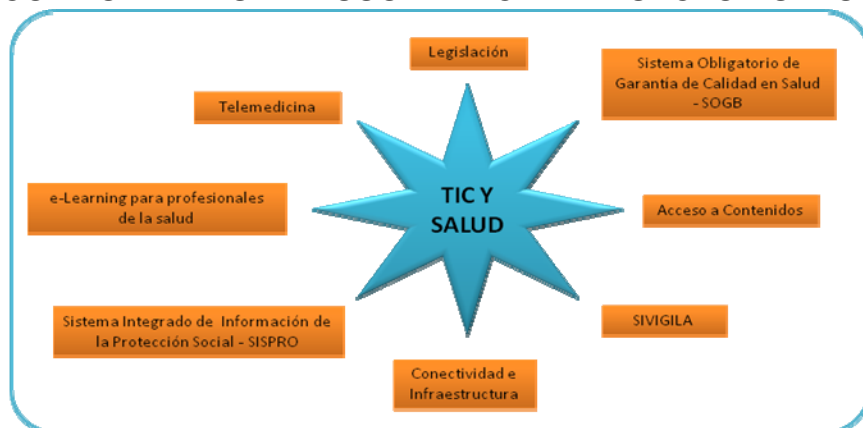 Legislación
Sistema Obligatorio de
Garantía de Calidad en Salud
- SOGB
Telemedicina
e-Learning para profesionales
de la salud
TIC Y
SALUD
Acceso a Contenidos
Sistema Integrado de Información de
la Protección Social - SISPRO
SIVIGILA
Conectividad e
Infraestructura